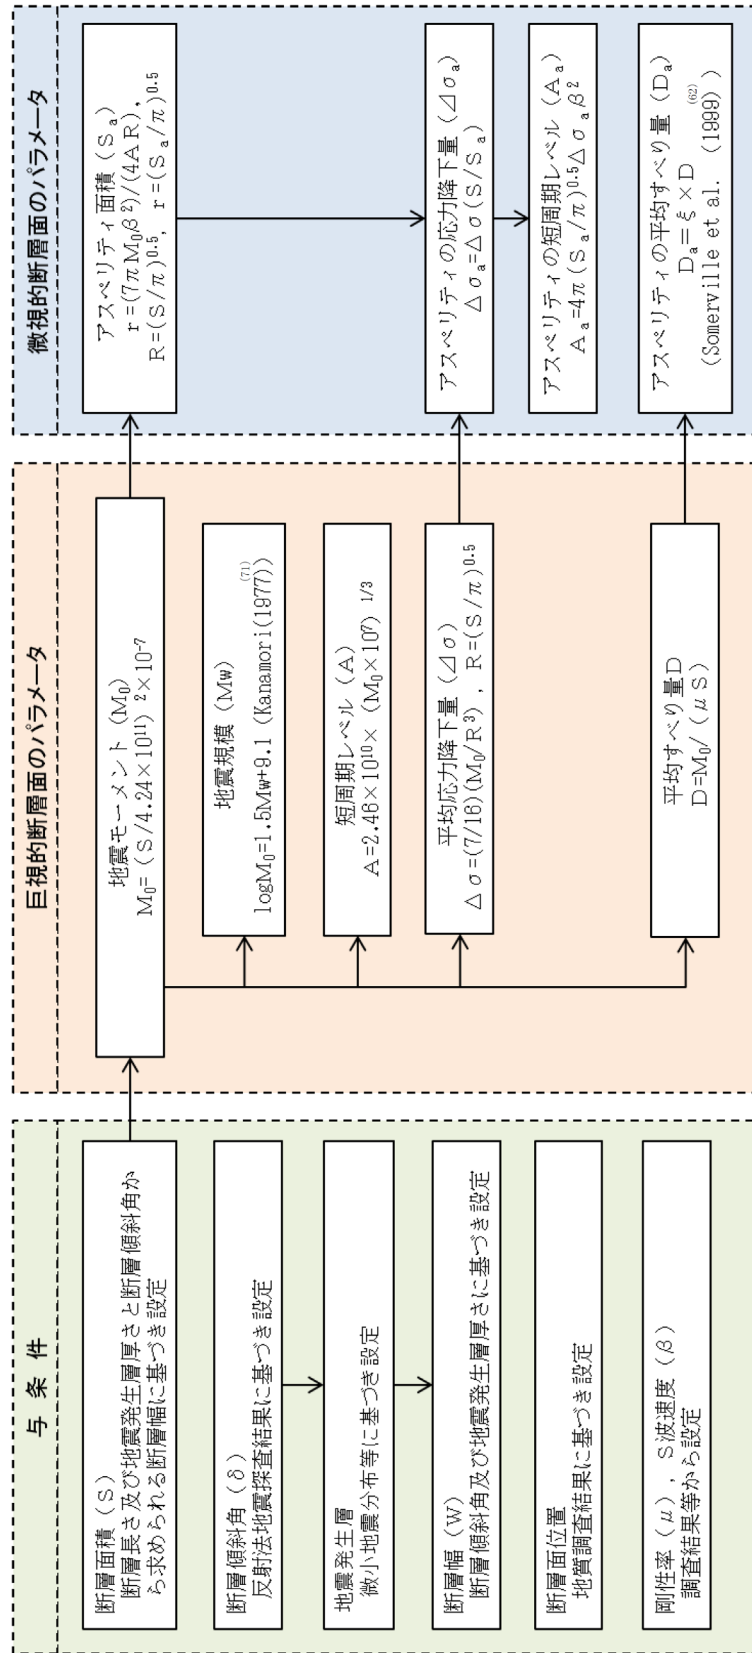 与 条 件
断層面積(S)
断層長さ及び地震発生層厚さと断層傾斜角か
ら求められる断層幅に基づき設定
断層傾斜角(δ)
反射法地震探査結果に基づき設定
地震発生層
微小地震分布等に基づき設定
断層幅(W)
断層傾斜角及び地震発生層厚さに基づき設定
断層面位置
地質調査結果に基づき設定
剛性率(μ),S波速度(β)
調査結果等から設定
巨視的断層面のパラメータ
地震モーメント(M₀)
M₀=(S/4.24×10¹¹)²×10⁻⁷
地震規模(Mw)
logM₀=1.5Mw+9.1 (Kanamori(1977)⁽⁷¹⁾)
短周期レベル(A)
A=2.46×10¹⁰×(M₀×10⁷)^1/3
平均応力降下量(Δσ)
Δσ=(7/16)(M₀/R³), R=(S/π)^0.5
平均すべり量D
D=M₀/(μS)
微視的断層面のパラメータ
アスペリティ面積(Sₐ)
r=(7πM₀β²)/(4AR),
R=(S/π)^0.5, r=(Sₐ/π)^0.5
アスペリティの応力降下量(Δσₐ)
Δσₐ=Δσ(S/Sₐ)
アスペリティの短周期レベル(Aₐ)
Aₐ=4π(Sₐ/π)^0.5Δσₐβ²
アスペリティの平均すべり量(Dₐ)
Dₐ=ξ×D
(Somerville et al. (1999)⁽⁶²⁾)